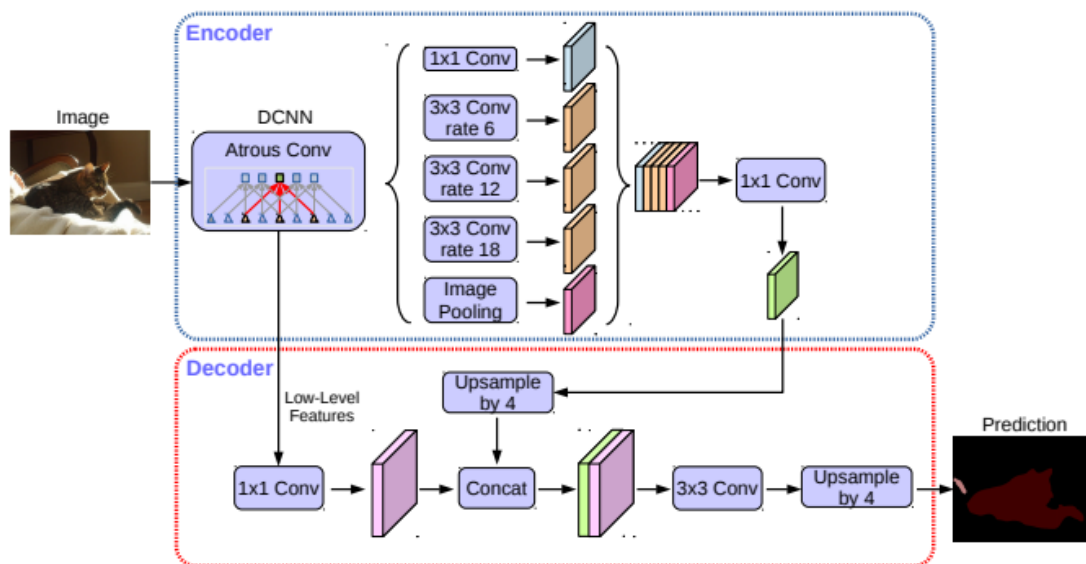 Encoder
Image
DCNN
Atrous Conv
1x1 Conv
3x3 Conv
rate 6
3x3 Conv
rate 12
3x3 Conv
rate 18
Image
Pooling
1x1 Conv
Decoder
Low-Level
Features
Upsample
by 4
1x1 Conv
Concat
3x3 Conv
Upsample
by 4
Prediction